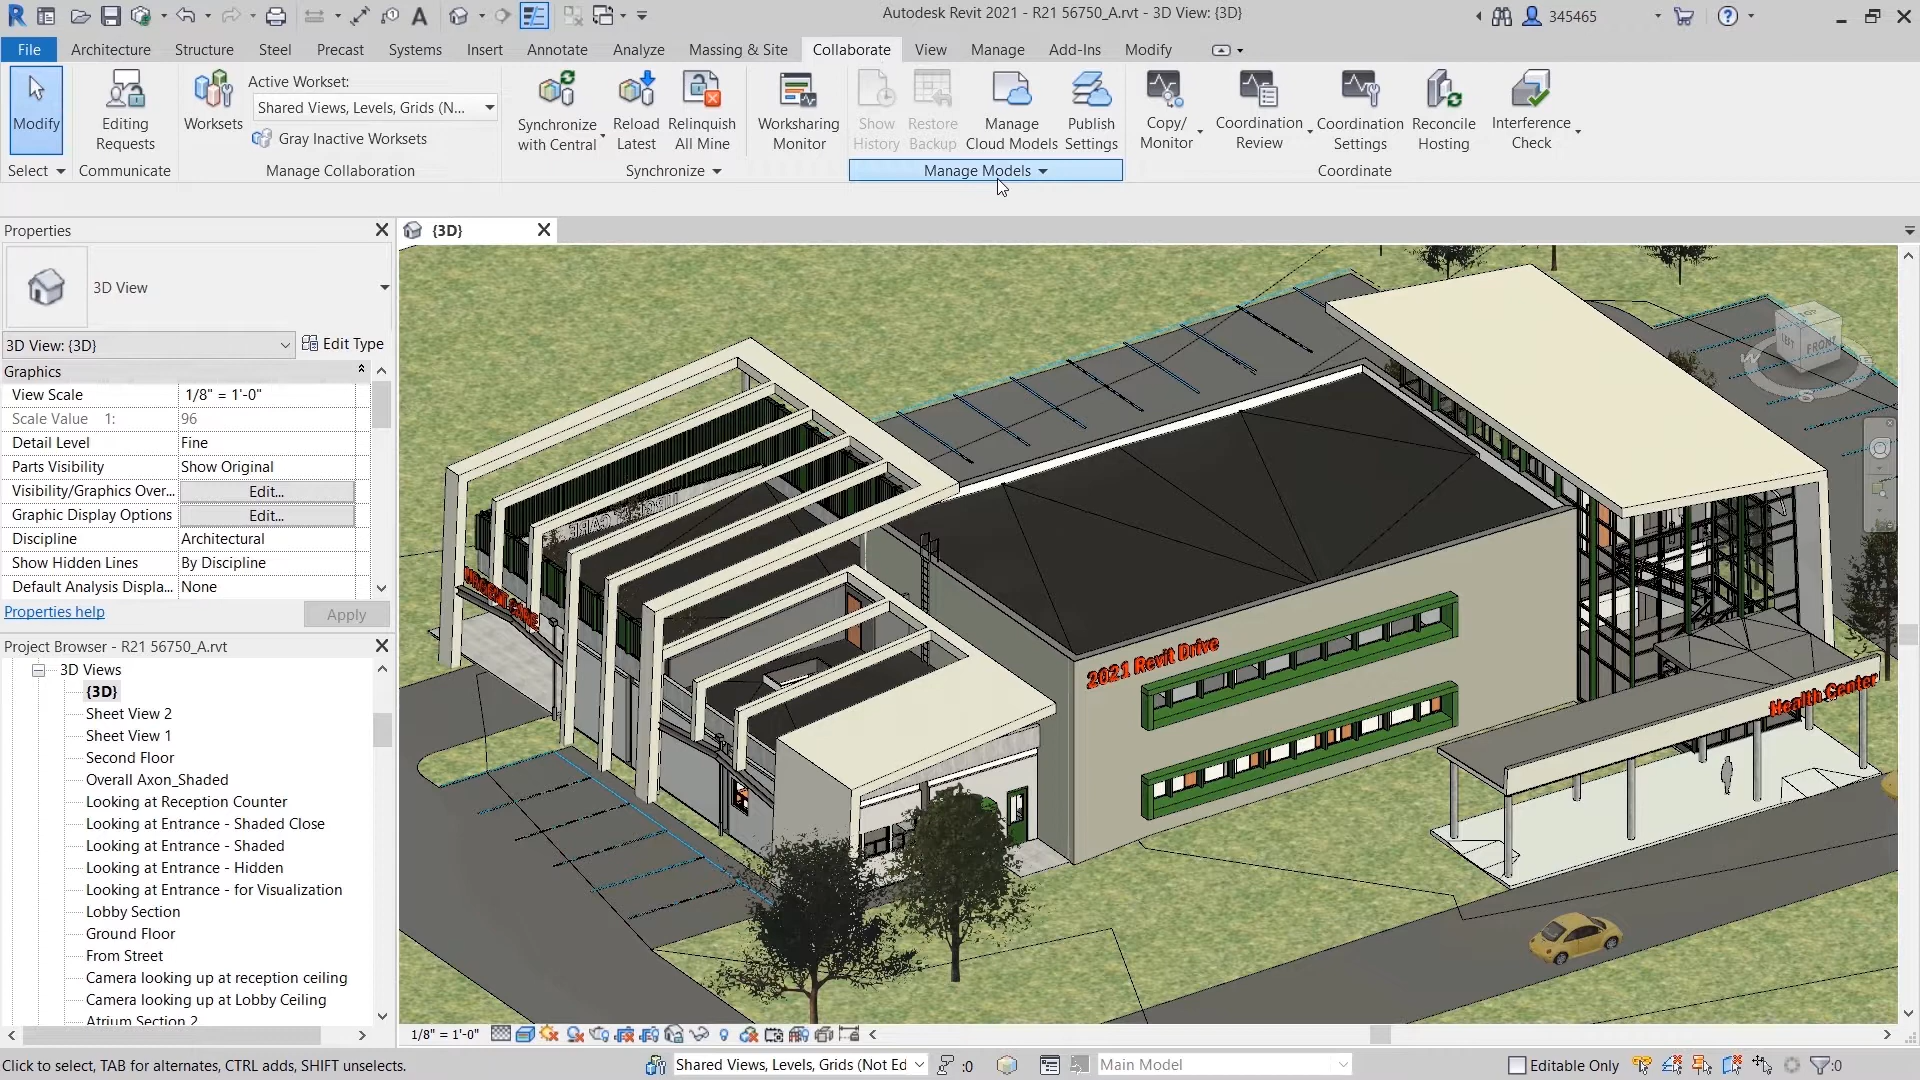 Autodesk Revit 2021 - R21 56750_A.rvt - 3D View: {3D}
345465
File Architecture Structure Steel Precast Systems Insert Annotate Analyze Massing & Site Collaborate View Manage Add-Ins Modify
Modify
Select
Editing Requests
Communicate
Worksets
Active Workset:
Shared Views, Levels, Grids (N...
Gray Inactive Worksets
Manage Collaboration
Synchronize with Central
Reload Latest
Relinquish All Mine
Synchronize
Worksharing Monitor
Show History
Restore Backup
Manage Cloud Models
Publish Settings
Manage Models
Copy/ Monitor
Coordination Review
Coordination Settings
Reconcile Hosting
Interference Check
Coordinate
Properties
3D View
3D View: {3D}
Edit Type
Graphics
View Scale 1/8" = 1'-0"
Scale Value 1: 96
Detail Level Fine
Parts Visibility Show Original
Visibility/Graphics Over... Edit...
Graphic Display Options Edit...
Discipline Architectural
Show Hidden Lines By Discipline
Default Analysis Displa... None
Properties help
Apply
Project Browser - R21 56750_A.rvt
3D Views
{3D}
Sheet View 2
Sheet View 1
Second Floor
Overall Axon_Shaded
Looking at Reception Counter
Looking at Entrance - Shaded Close
Looking at Entrance - Shaded
Looking at Entrance - Hidden
Looking at Entrance - for Visualization
Lobby Section
Ground Floor
From Street
Camera looking up at reception ceiling
Camera looking up at Lobby Ceiling
Atrium Section 2
{3D}
FRONT
W
S
2021 Revit Drive
Health Center
1/8" = 1'-0"
Click to select, TAB for alternates, CTRL adds, SHIFT unselects.
Shared Views, Levels, Grids (Not Ed
:0
Main Model
Editable Only
:0